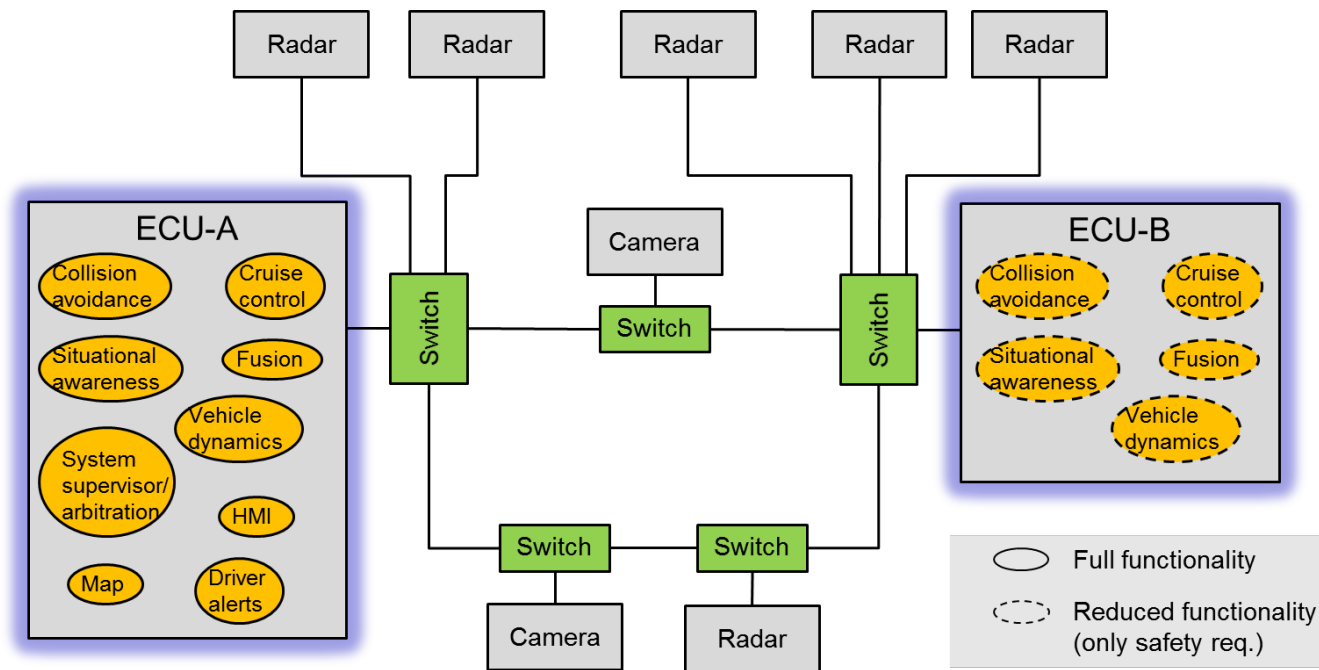 Radar
Radar
Radar
Radar
Radar
ECU-A
Collision
avoidance
Cruise
control
Situational
awareness
Fusion
Vehicle
dynamics
System
supervisor/
arbitration
HMI
Map
Driver
alerts
Switch
Camera
Switch
Switch
ECU-B
Collision
avoidance
Cruise
control
Situational
awareness
Fusion
Vehicle
dynamics
Switch
Switch
Camera
Radar
Full functionality
Reduced functionality
(only safety req.)